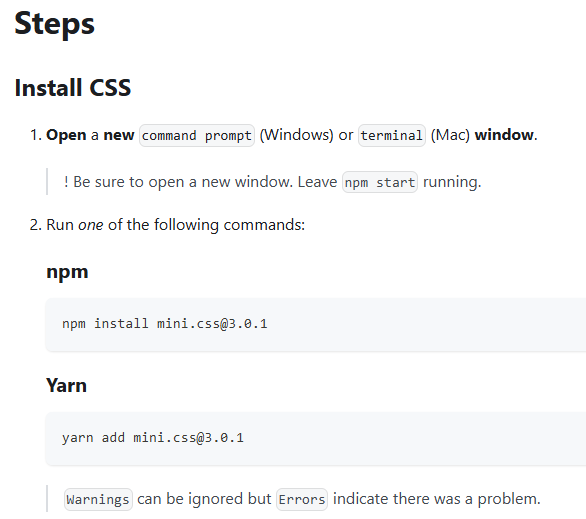 Steps
Install CSS
1. Open a new command prompt (Windows) or terminal (Mac) window.
! Be sure to open a new window. Leave npm start running.
2. Run one of the following commands:
npm
npm install mini.css@3.0.1
Yarn
yarn add mini.css@3.0.1
Warnings can be ignored but Errors indicate there was a problem.